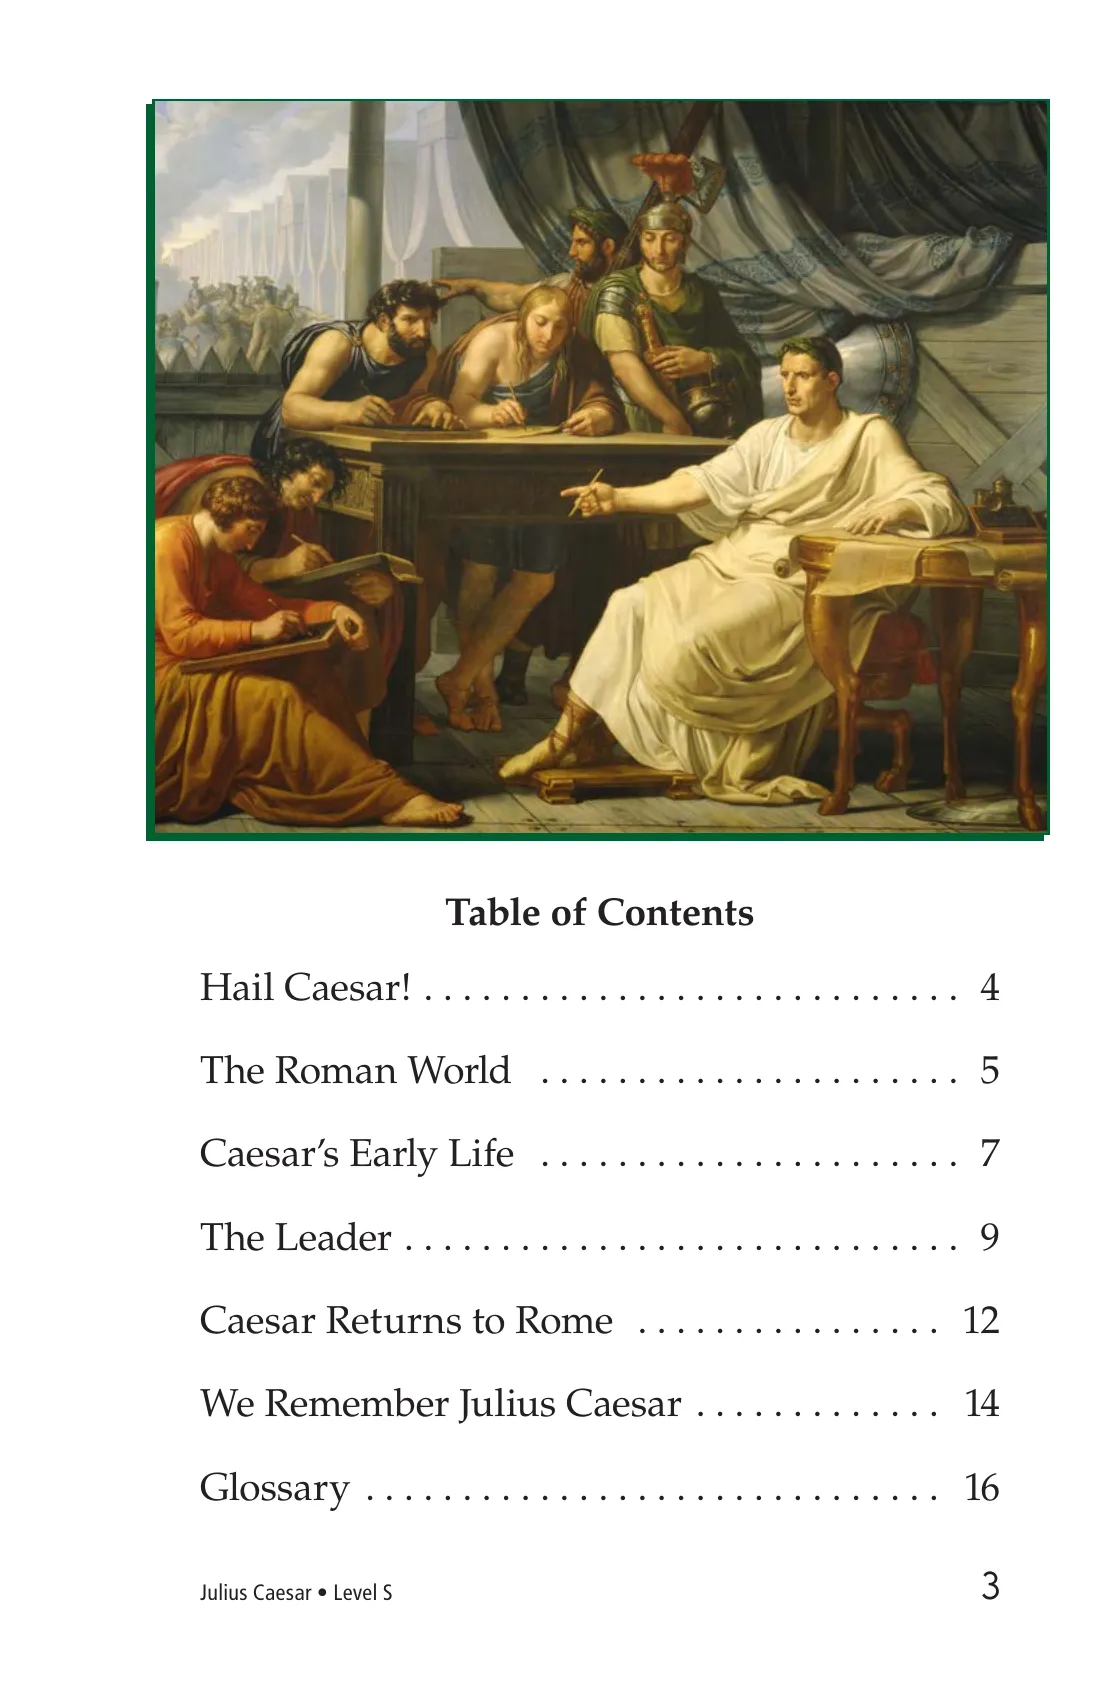 Table of Contents
Hail Caesar! . . . . . . . . . . . . . . . . . . . . . . . . . . . . 4
The Roman World . . . . . . . . . . . . . . . . . . . . . . 5
Caesar’s Early Life . . . . . . . . . . . . . . . . . . . . . . 7
The Leader . . . . . . . . . . . . . . . . . . . . . . . . . . . . . 9
Caesar Returns to Rome . . . . . . . . . . . . . . . . 12
We Remember Julius Caesar . . . . . . . . . . . . . 14
Glossary . . . . . . . . . . . . . . . . . . . . . . . . . . . . . . 16
Julius Caesar • Level S 3